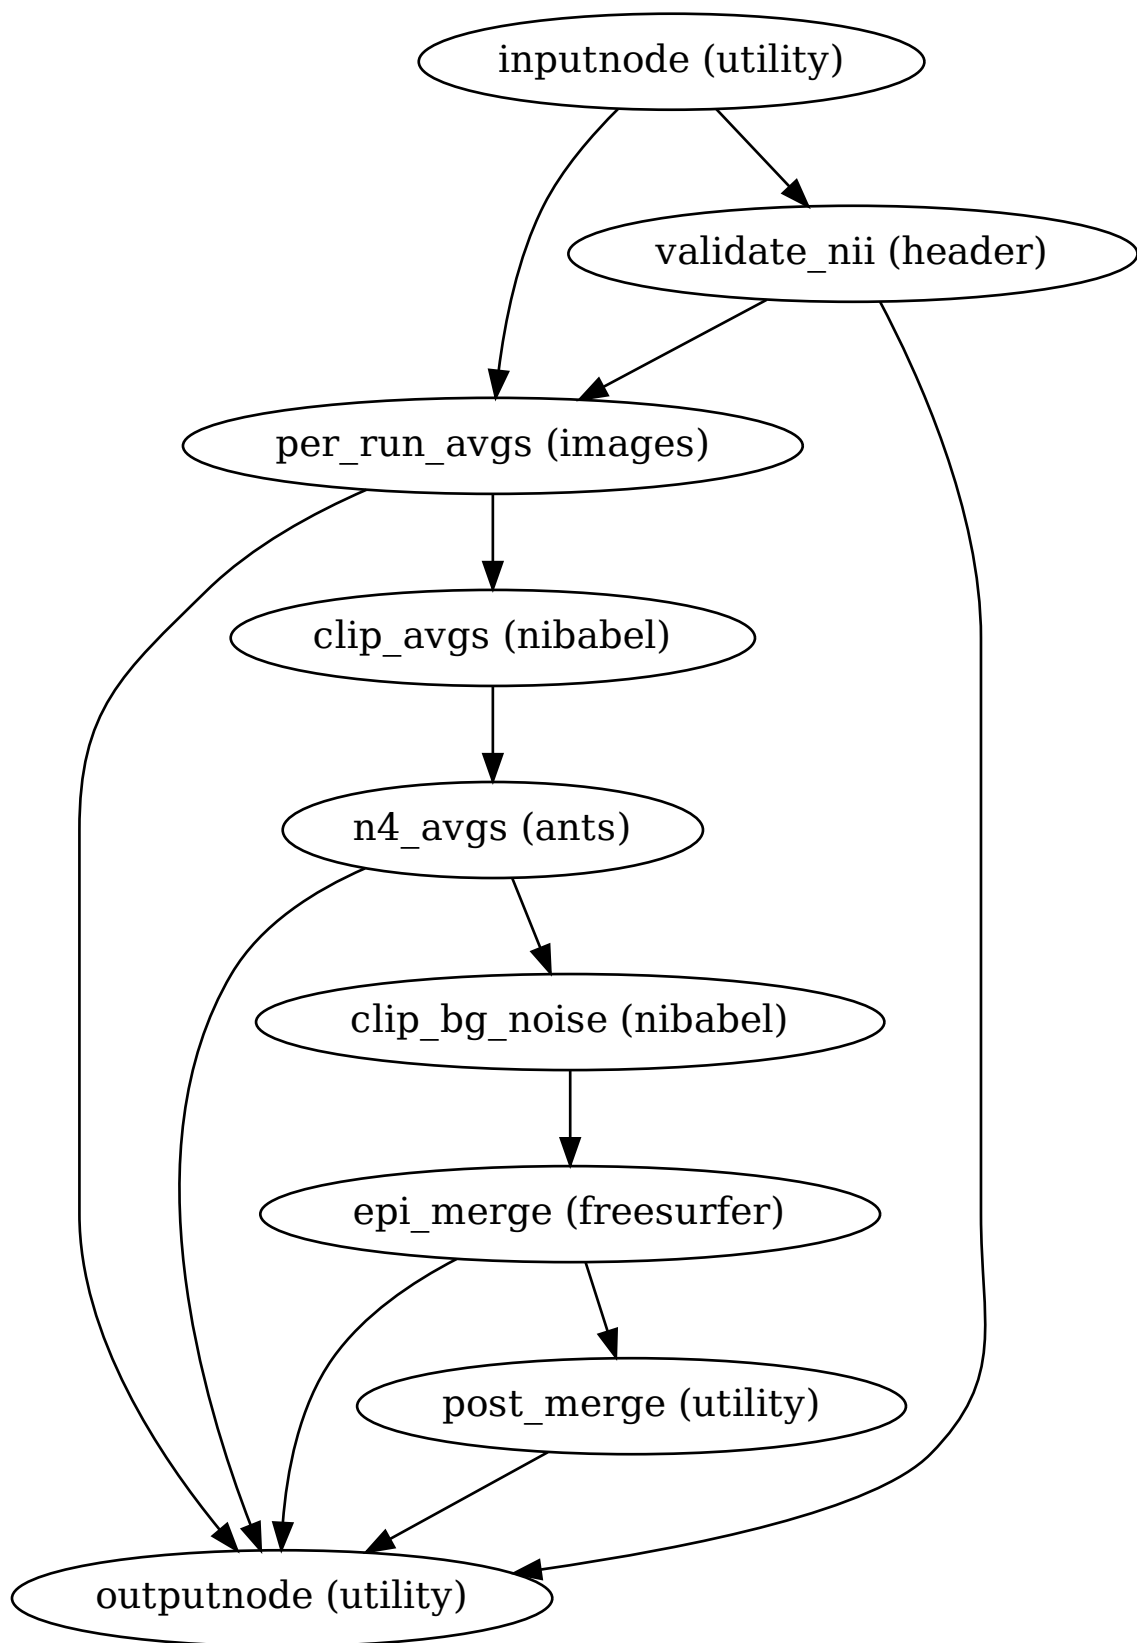 inputnode (utility)
validate_nii (header)
per_run_avgs (images)
clip_avgs (nibabel)
n4_avgs (ants)
clip_bg_noise (nibabel)
epi_merge (freesurfer)
post_merge (utility)
outputnode (utility)